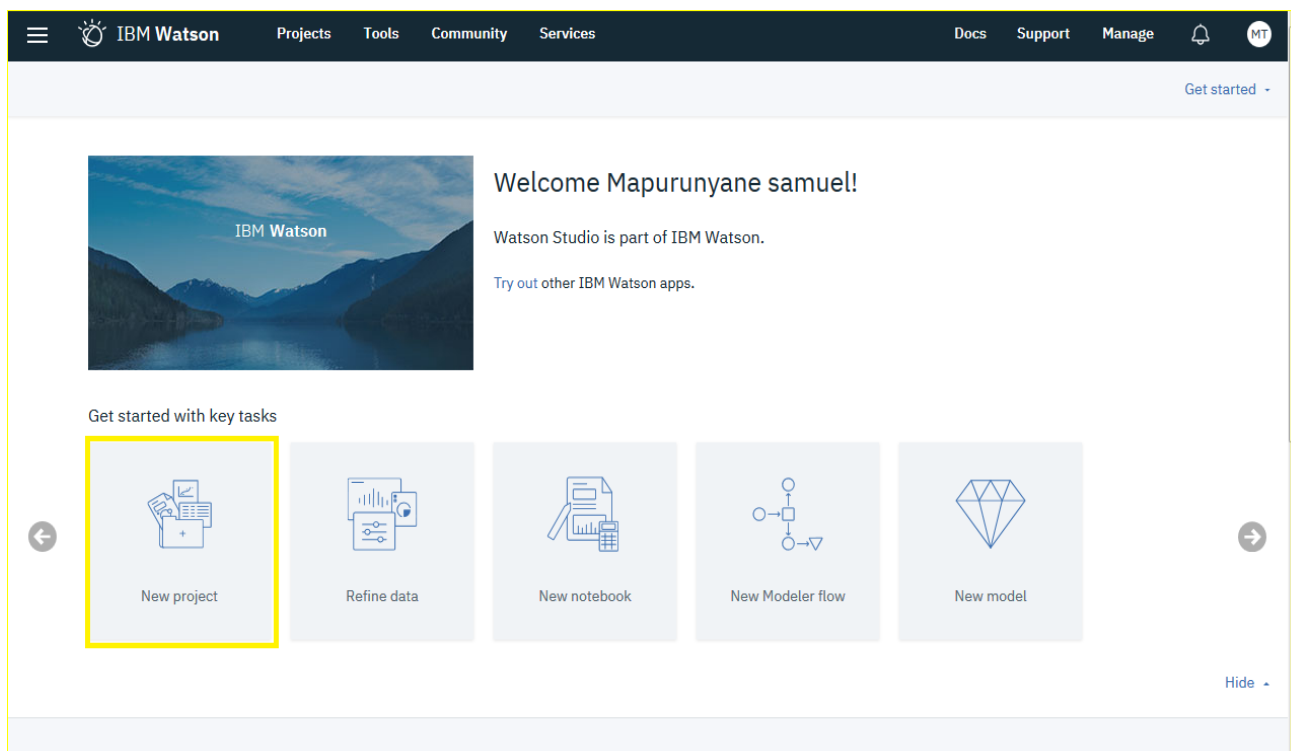 IBM Watson Projects Tools Community Services Docs Support Manage MT
Get started
IBM Watson
Welcome Mapurunyane samuel!
Watson Studio is part of IBM Watson.
Try out other IBM Watson apps.
Get started with key tasks
New project Refine data New notebook New Modeler flow New model
Hide